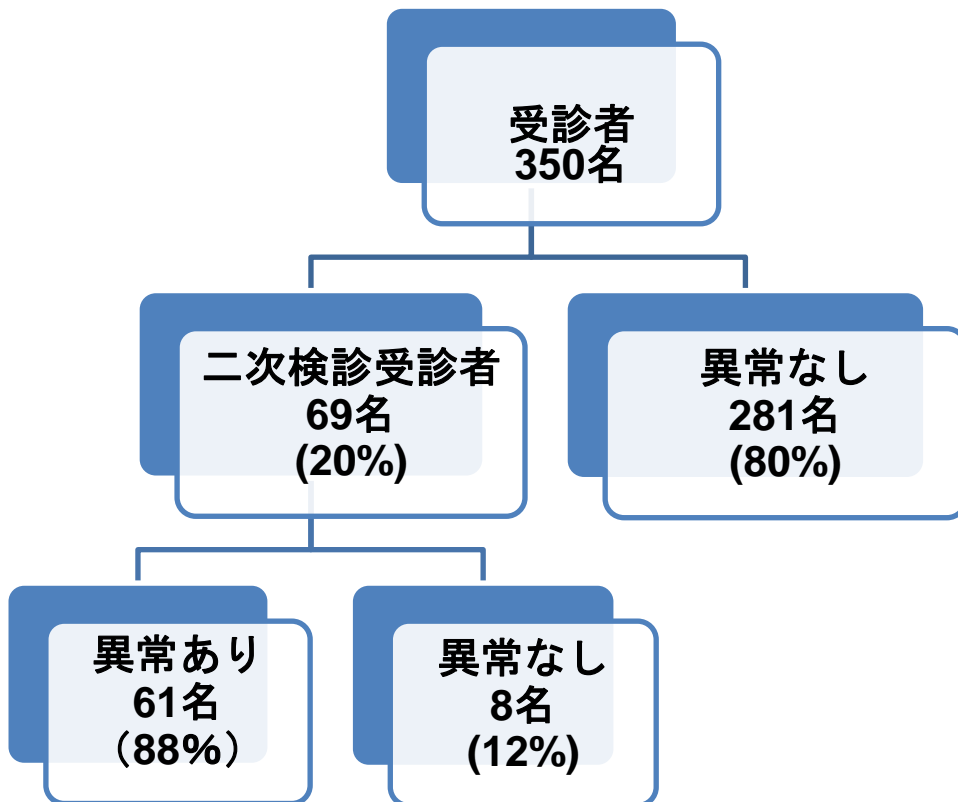 受診者
350名
二次検診受診者
69名
(20%)
異常なし
281名
(80%)
異常あり
61名
（88%）
異常なし
8名
(12%)